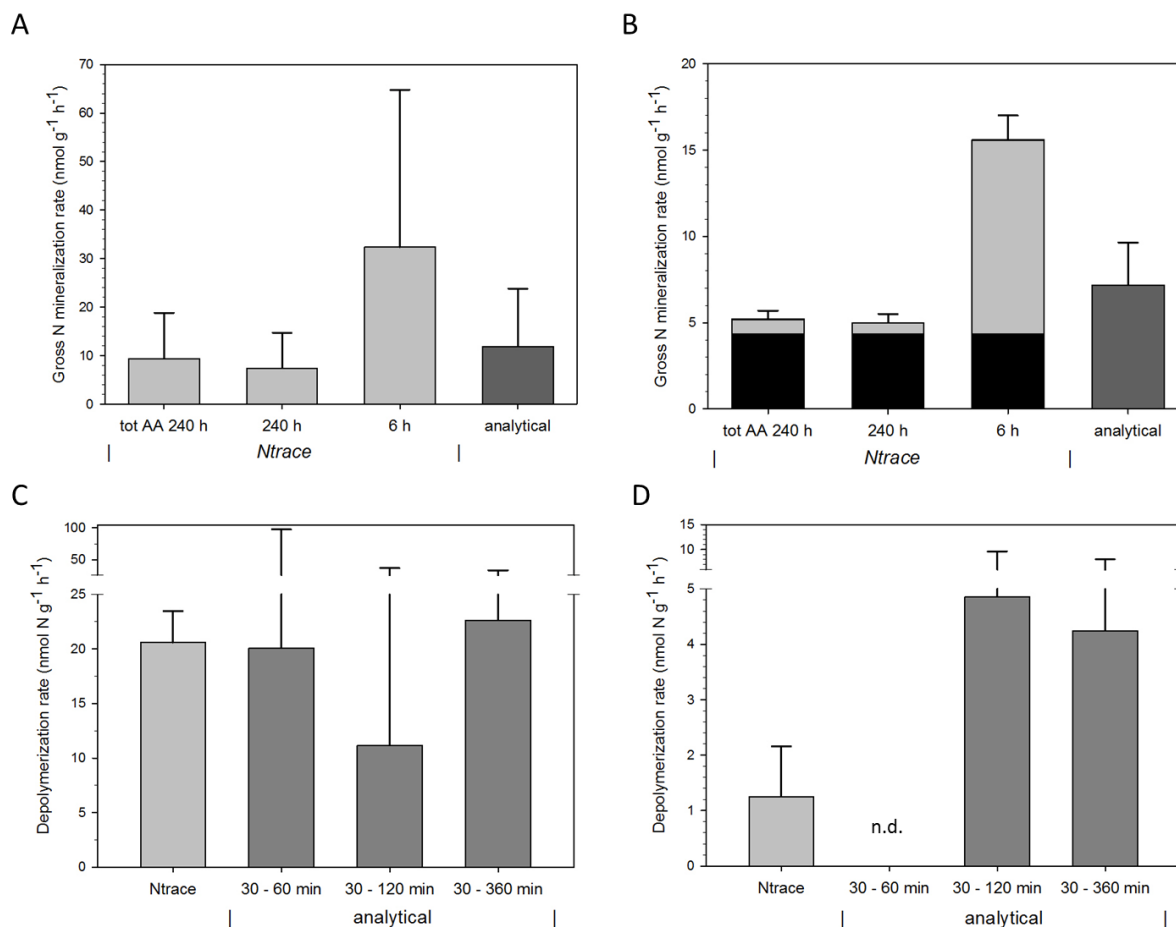 A
Gross N mineralization rate (nmol g⁻¹ h⁻¹)
70
60
50
40
30
20
10
0
tot AA 240 h 240 h 6 h analytical
| Ntrace |
B
Gross N mineralization rate (nmol g⁻¹ h⁻¹)
20
15
10
5
0
tot AA 240 h 240 h 6 h analytical
| Ntrace |
C
Depolymerization rate (nmol N g⁻¹ h⁻¹)
100
50
25
20
15
10
5
0
Ntrace 30 - 60 min 30 - 120 min 30 - 360 min
| analytical |
D
Depolymerization rate (nmol N g⁻¹ h⁻¹)
15
10
5
4
3
2
1
0
n.d.
Ntrace 30 - 60 min 30 - 120 min 30 - 360 min
| analytical |